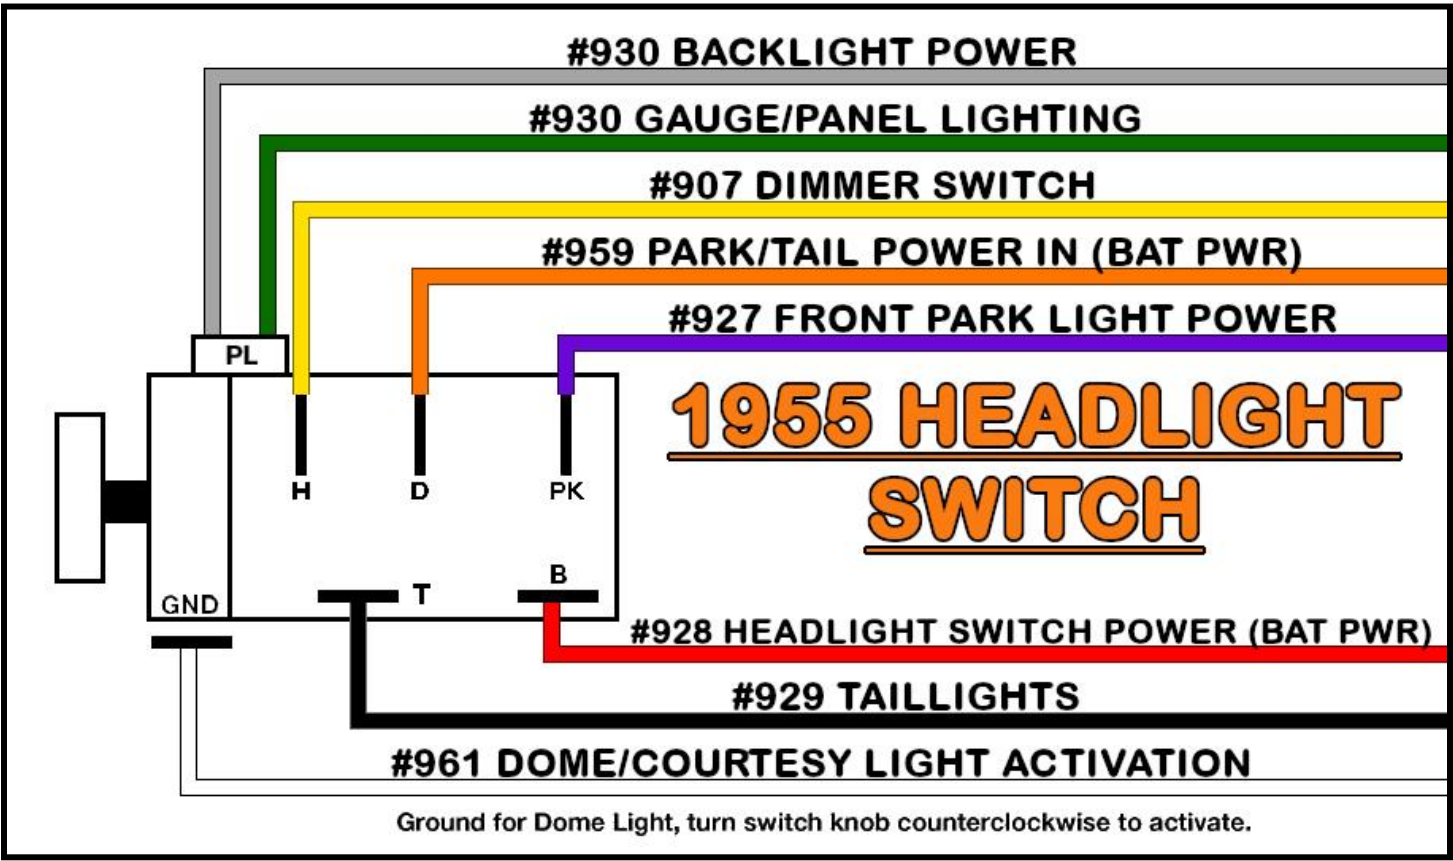 #930 BACKLIGHT POWER
#930 GAUGE/PANEL LIGHTING
#907 DIMMER SWITCH
#959 PARK/TAIL POWER IN (BAT PWR)
#927 FRONT PARK LIGHT POWER
PL
1955 HEADLIGHT
SWITCH
H D PK
B
T
GND
#928 HEADLIGHT SWITCH POWER (BAT PWR)
#929 TAILLIGHTS
#961 DOME/COURTESY LIGHT ACTIVATION
Ground for Dome Light, turn switch knob counterclockwise to activate.